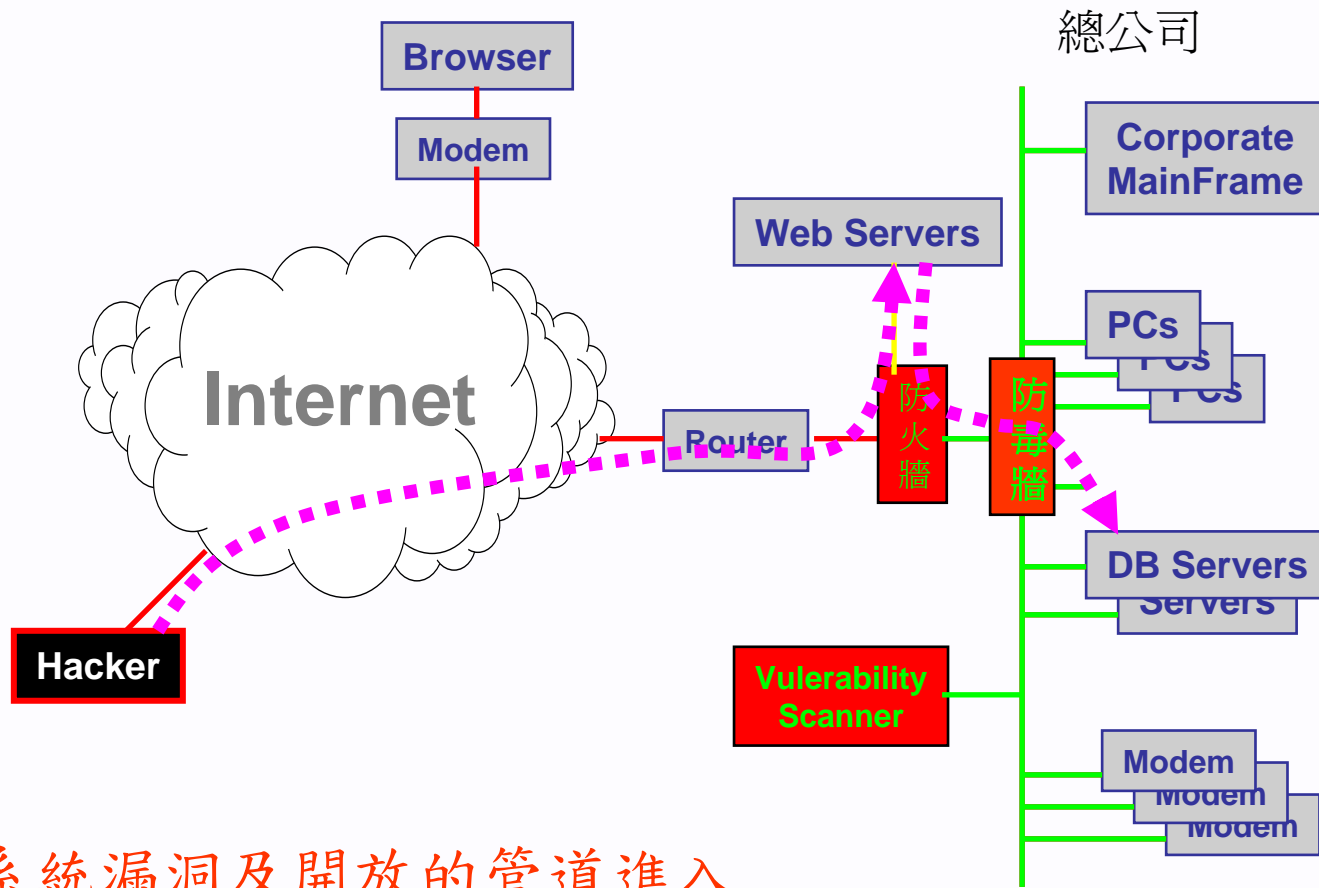 總公司
Browser
Modem
Corporate
MainFrame
Web Servers
PCs
PCs
PCs
Internet
防火牆
防毒牆
Router
DB Servers
Servers
Hacker
Vulerability
Scanner
Modem
Modem
Modem
系統漏洞及開放的管道進入